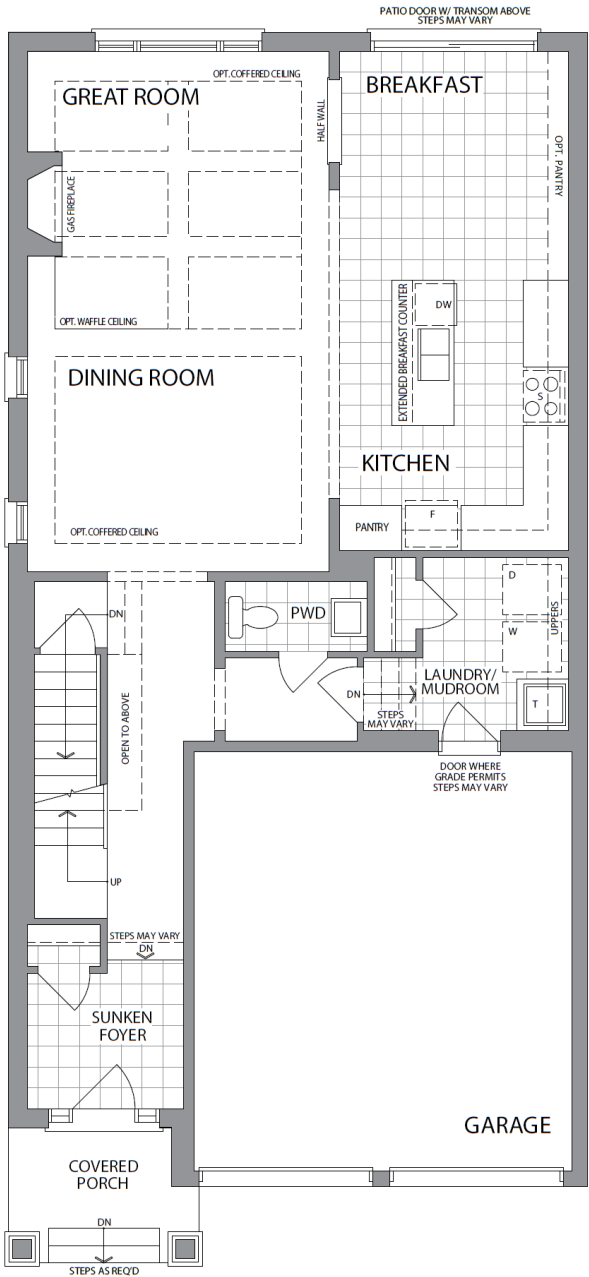 PATIO DOOR W/ TRANSOM ABOVE
STEPS MAY VARY
OPT. COFFERED CEILING
GREAT ROOM
BREAKFAST
HALF WALL
OPT. PANTRY
GAS FIREPLACE
OPT. WAFFLE CEILING
EXTENDED BREAKFAST COUNTER
DW
DINING ROOM
S
KITCHEN
OPT. COFFERED CEILING
PANTRY
F
DN
PWD
D
W
UPPERS
LAUNDRY/
MUDROOM
DN
STEPS
MAY VARY
T
OPEN TO ABOVE
DOOR WHERE
GRADE PERMITS
STEPS MAY VARY
UP
STEPS MAY VARY
DN
SUNKEN
FOYER
GARAGE
COVERED
PORCH
DN
STEPS AS REQ'D